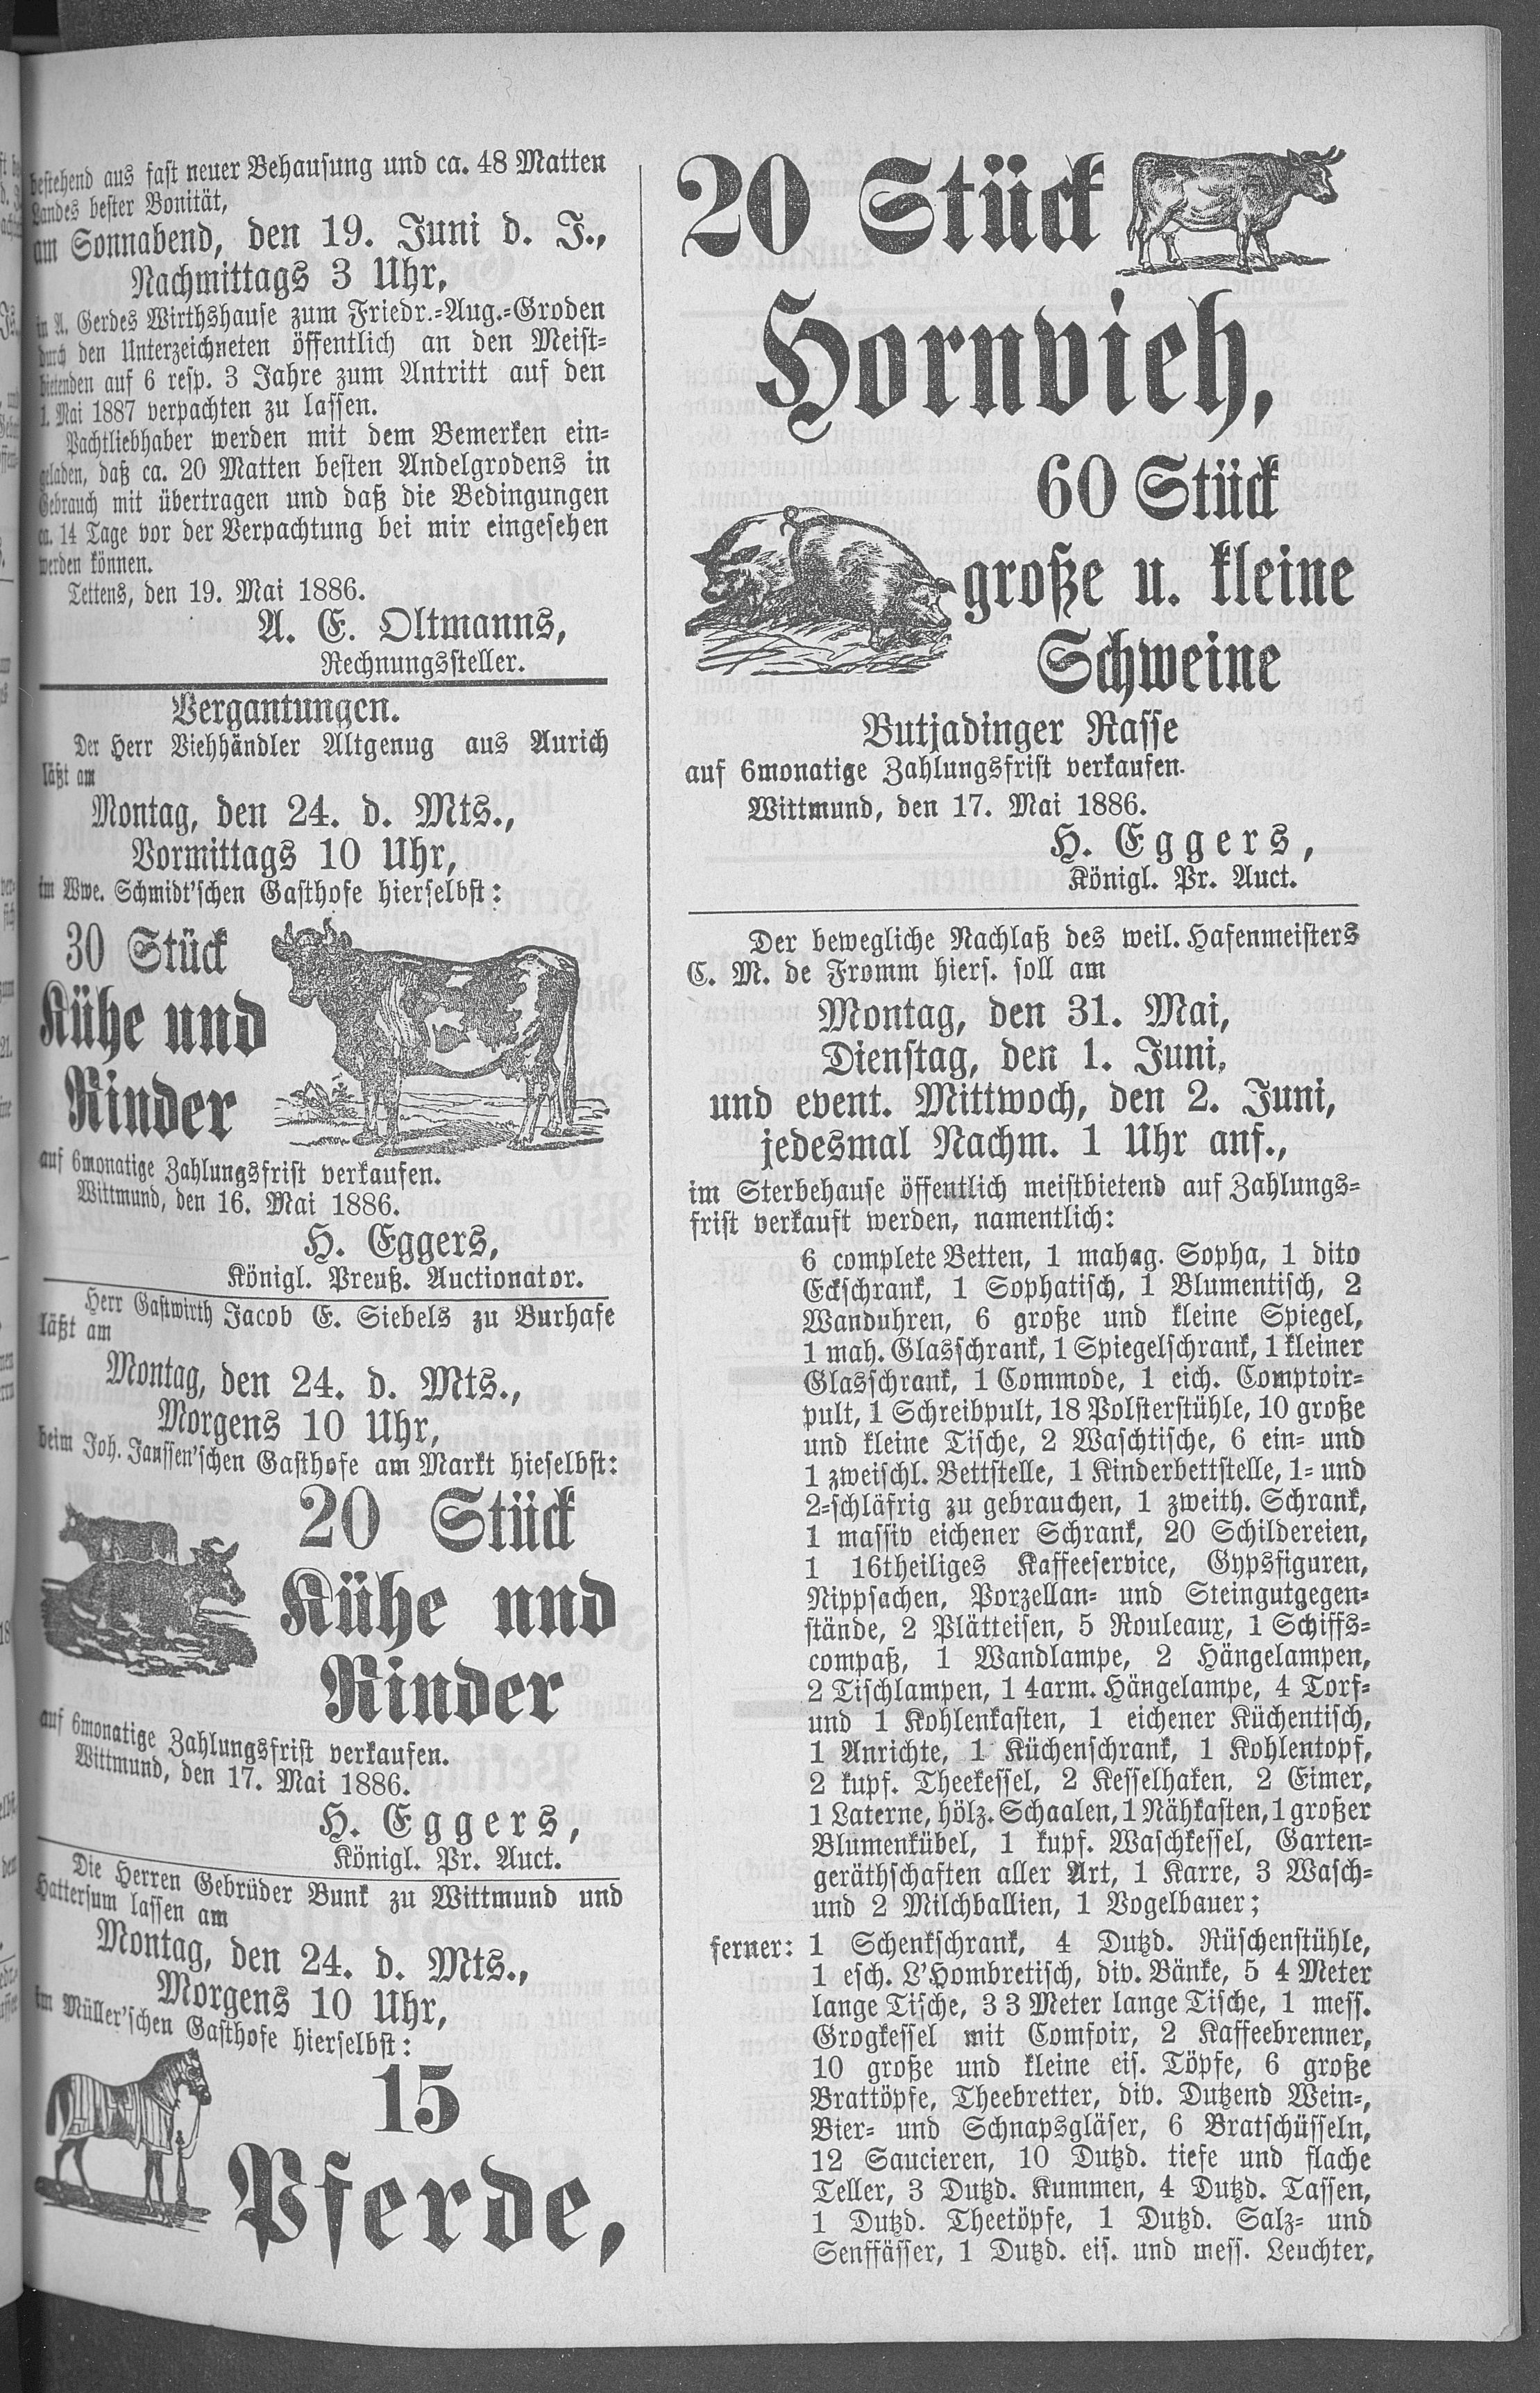 bestehend aus fast neuer Behausung und ca. 48 Matten
Landes bester Bonität,
am Sonnabend, den 19. Juni d. J.,
Nachmittags 3 Uhr,
in A. Gerdes Wirthshause zum Friedr.-Aug.-Groden
durch den Unterzeichneten öffentlich an den Meist-
bietenden auf 6 resp. 3 Jahre zum Antritt auf den
1. Mai 1887 verpachten zu lassen.
Pachtliebhaber werden mit dem Bemerken ein-
geladen, daß ca. 20 Matten besten Andelgrodens in
Gebrauch mit übertragen und daß die Bedingungen
ca. 14 Tage vor der Verpachtung bei mir eingesehen
werden können.
Tettens, den 19. Mai 1886.
A. E. Oltmanns,
Rechnungssteller.
Vergantungen.
Der Herr Viehhändler Altgenug aus Aurich
läßt am
Montag, den 24. d. Mts.,
Vormittags 10 Uhr,
im Wwe. Schmidt'schen Gasthofe hierselbst:
30 Stück
Kühe und
Rinder
auf 6monatige Zahlungsfrist verkaufen.
Wittmund, den 16. Mai 1886.
H. Eggers,
Königl. Preuß. Auctionator.
Herr Gastwirth Jacob E. Siebels zu Burhafe
läßt am
Montag, den 24. d. Mts.,
Morgens 10 Uhr,
beim Joh. Janssen'schen Gasthofe am Markt hieselbst:
20 Stück
Kühe und
Rinder
auf 6monatige Zahlungsfrist verkaufen.
Wittmund, den 17. Mai 1886.
H. Eggers,
Königl. Pr. Auct.
Die Herren Gebrüder Bunk zu Wittmund und
Hattersum lassen am
Montag, den 24. d. Mts.,
Morgens 10 Uhr,
im Müller'schen Gasthofe hierselbst:
15
Pferde,
20 Stück
Hornvieh,
60 Stück
große u. kleine
Schweine
Butjadinger Rasse
auf 6monatige Zahlungsfrist verkaufen.
Wittmund, den 17. Mai 1886.
H. Eggers,
Königl. Pr. Auct.
Der bewegliche Nachlaß des weil. Hafenmeisters
C. M. de Fromm hiers. soll am
Montag, den 31. Mai,
Dienstag, den 1. Juni,
und event. Mittwoch, den 2. Juni,
jedesmal Nachm. 1 Uhr anf.,
im Sterbehause öffentlich meistbietend auf Zahlungs-
frist verkauft werden, namentlich:
6 complete Betten, 1 mahag. Sopha, 1 dito
Eckschrank, 1 Sophatisch, 1 Blumentisch, 2
Wanduhren, 6 große und kleine Spiegel,
1 mah. Glasschrank, 1 Spiegelschrank, 1 kleiner
Glasschrank, 1 Commode, 1 eich. Comptoir-
pult, 1 Schreibpult, 18 Polsterstühle, 10 große
und kleine Tische, 2 Waschtische, 6 ein- und
1 zweischl. Bettstelle, 1 Kinderbettstelle, 1- und
2-schläfrig zu gebrauchen, 1 zweith. Schrank,
1 massiv eichener Schrank, 20 Schildereien,
1 16theiliges Kaffeeservice, Gypsfiguren,
Nippsachen, Porzellan- und Steingutgegen-
stände, 2 Plätteisen, 5 Rouleaux, 1 Schiffs-
compaß, 1 Wandlampe, 2 Hängelampen,
2 Tischlampen, 1 4arm. Hängelampe, 4 Torf-
und 1 Kohlenkasten, 1 eichener Küchentisch,
1 Anrichte, 1 Küchenschrank, 1 Kohlentopf,
2 kupf. Theekessel, 2 Kesselhaken, 2 Eimer,
1 Laterne, hölz. Schaalen, 1 Nähkasten, 1 großer
Blumenkübel, 1 kupf. Waschkessel, Garten-
geräthschaften aller Art, 1 Karre, 3 Wasch-
und 2 Milchballien, 1 Vogelbauer;
ferner: 1 Schenkschrank, 4 Dutzd. Rüschenstühle,
1 esch. L'Hombretisch, div. Bänke, 5 4 Meter
lange Tische, 3 3 Meter lange Tische, 1 mess.
Grogkessel mit Comfoir, 2 Kaffeebrenner,
10 große und kleine eis. Töpfe, 6 große
Brattöpfe, Theebretter, div. Dutzend Wein-,
Bier- und Schnapsgläser, 6 Bratschüsseln,
12 Saucieren, 10 Dutzd. tiefe und flache
Teller, 3 Dutzd. Kummen, 4 Dutzd. Tassen,
1 Dutzd. Theetöpfe, 1 Dutzd. Salz- und
Senffässer, 1 Dutzd. eis. und mess. Leuchter,